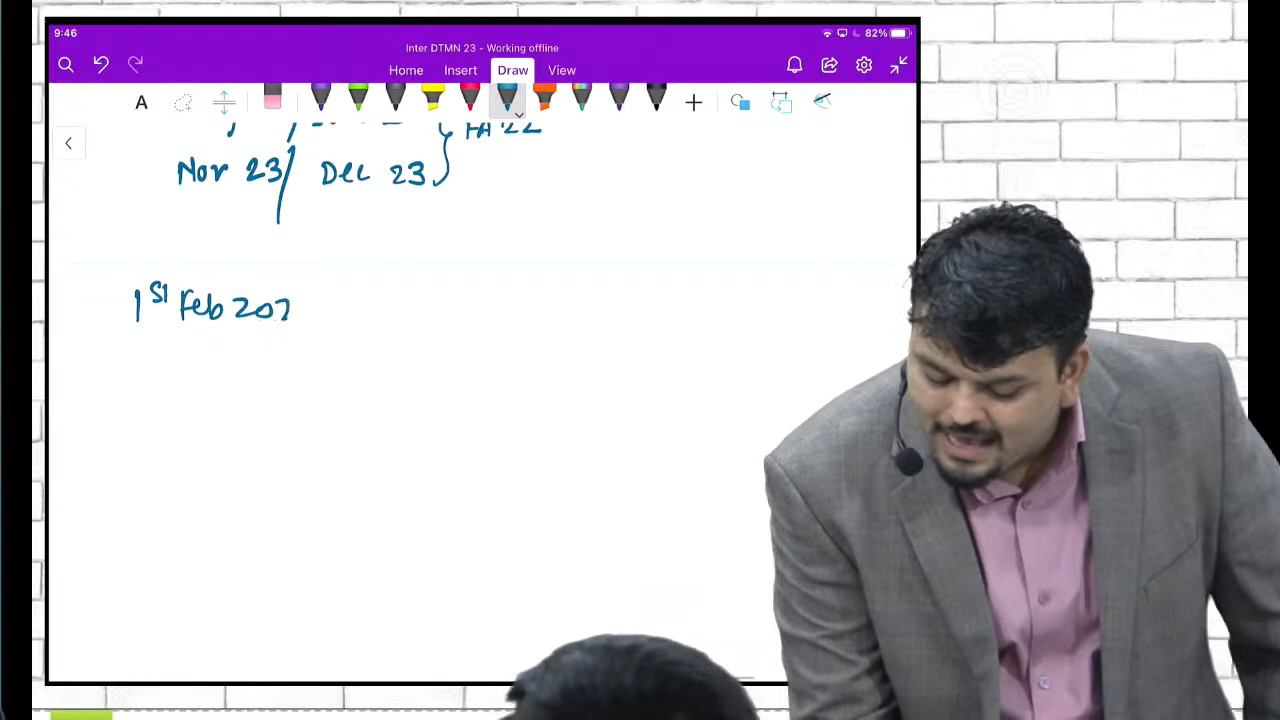 9:46
82%
Inter DTMN 23 - Working offline
Home Insert Draw View
A
FA 22
Nov 23 Dec 23
1st Feb 202